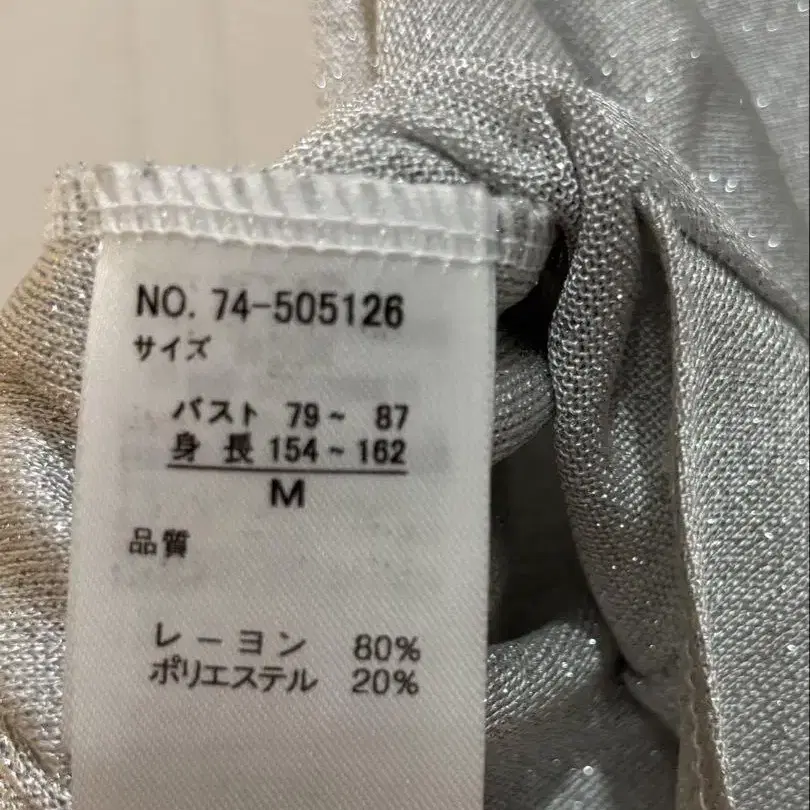 NO. 74-505126
サイズ
バスト 79~ 87
身長 154~162
M
品質
レーヨン 80%
ポリエステル 20%